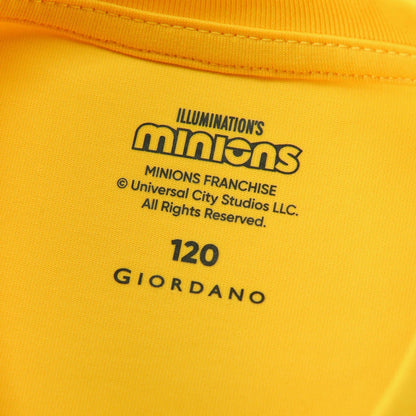 ILLUMINATION'S
minions
MINIONS FRANCHISE
© Universal City Studios LLC.
All Rights Reserved.
120
GIORDANO